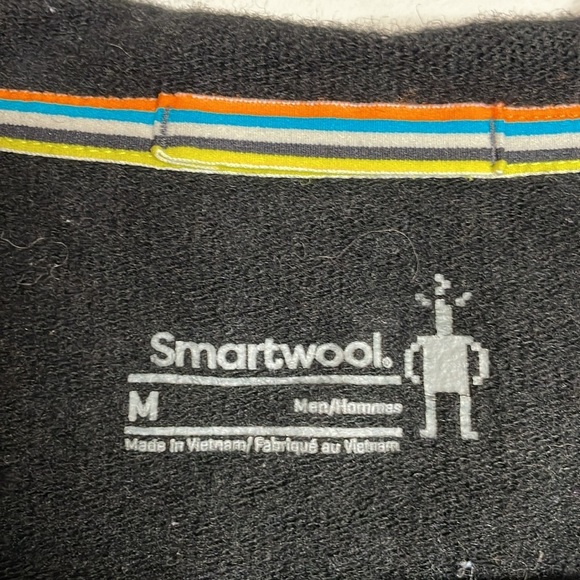 Smartwool.
M
Men/Hommes
Made in Vietnam/Fabriqué au Vietnam